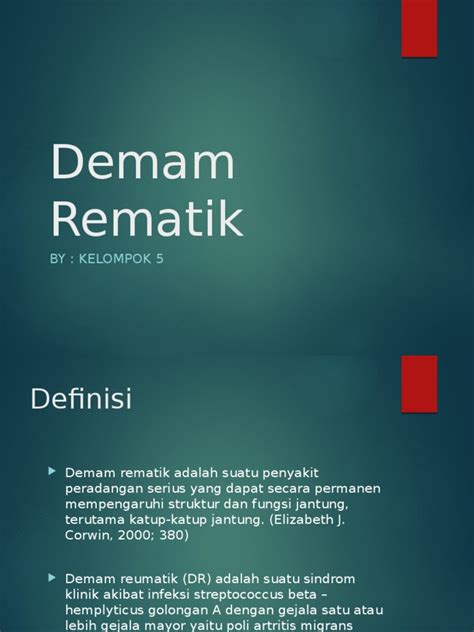 Demam
Rematik
BY : KELOMPOK 5
Definisi
Demam rematik adalah suatu penyakit
peradangan serius yang dapat secara permanen
mempengaruhi struktur dan fungsi jantung,
terutama katup-katup jantung. (Elizabeth J.
Corwin, 2000; 380)
Demam reumatik (DR) adalah suatu sindrom
klinik akibat infeksi streptococcus beta –
hemplyticus golongan A dengan gejala satu atau
lebih gejala mayor yaitu poli artritis migrans